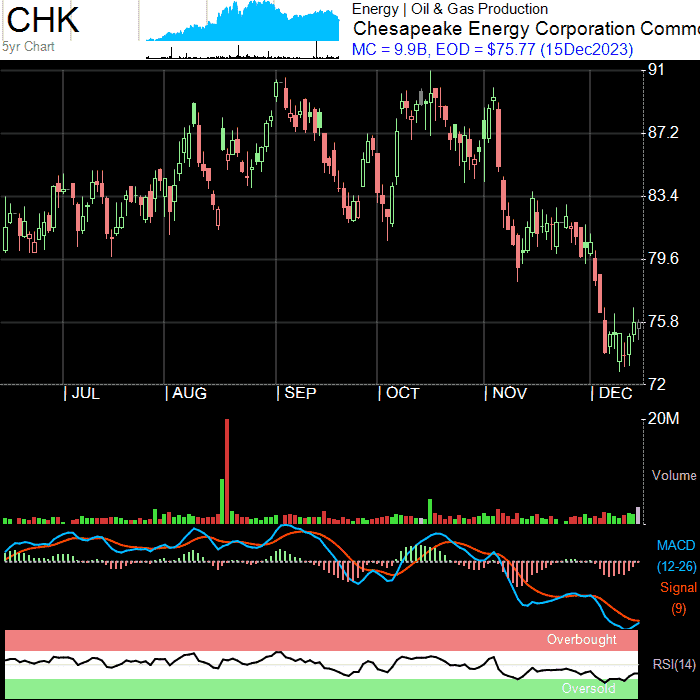 CHK
5yr Chart
Energy | Oil & Gas Production
Chesapeake Energy Corporation Commo
MC = 9.9B, EOD = $75.77 (15Dec2023)
91
87.2
83.4
79.6
75.8
72
| JUL | AUG | SEP | OCT | NOV | DEC
20M
Volume
MACD
(12-26)
Signal
(9)
Overbought
RSI(14)
Oversold